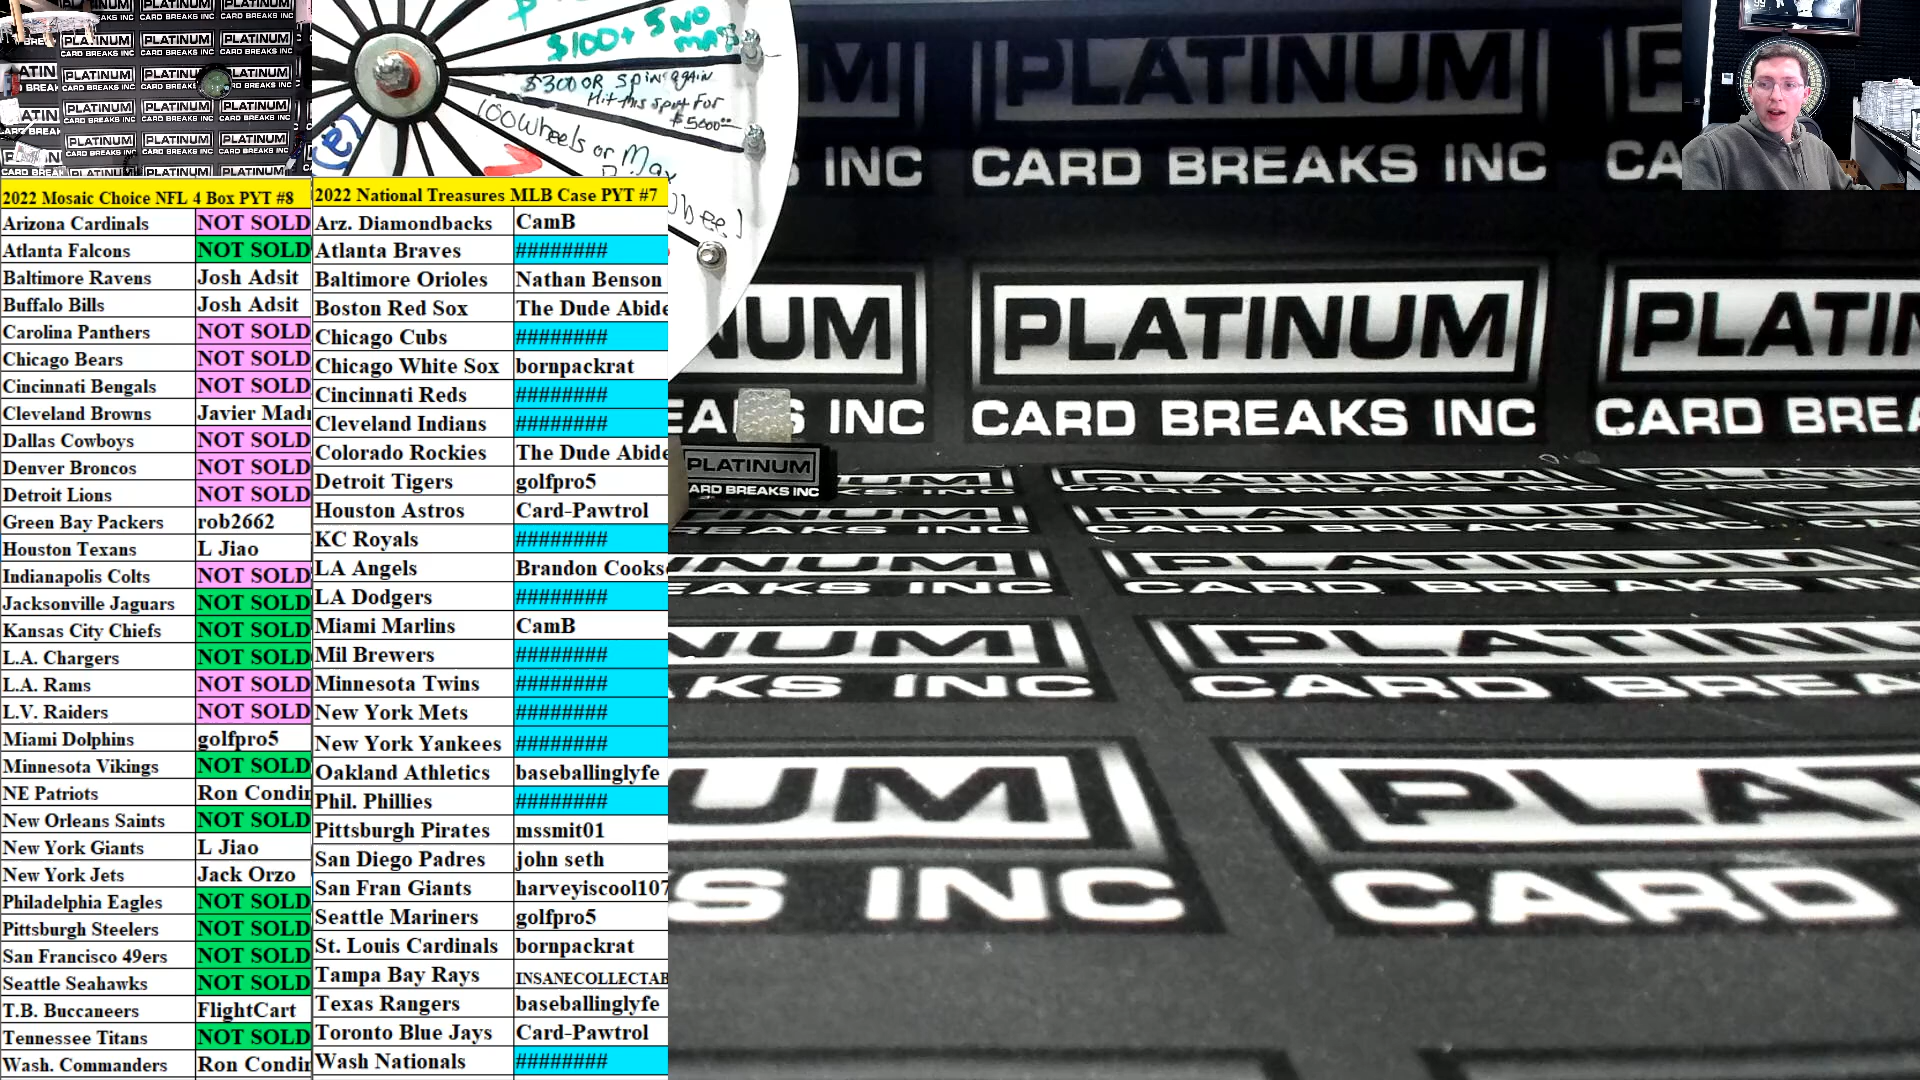 $100+ 5 NO
$300 OR Spin again
Hit this spot for
$5000
100 Wheels or Max
2022 Mosaic Choice NFL 4 Box PYT #8
Arizona Cardinals NOT SOLD
Atlanta Falcons NOT SOLD
Baltimore Ravens Josh Adsit
Buffalo Bills Josh Adsit
Carolina Panthers NOT SOLD
Chicago Bears NOT SOLD
Cincinnati Bengals NOT SOLD
Cleveland Browns Javier
Dallas Cowboys NOT SOLD
Denver Broncos NOT SOLD
Detroit Lions NOT SOLD
Green Bay Packers rob2662
Houston Texans L Jiao
Indianapolis Colts NOT SOLD
Jacksonville Jaguars NOT SOLD
Kansas City Chiefs NOT SOLD
L.A. Chargers NOT SOLD
L.A. Rams NOT SOLD
L.V. Raiders NOT SOLD
Miami Dolphins golfpro5
Minnesota Vikings NOT SOLD
NE Patriots Ron Condin
New Orleans Saints NOT SOLD
New York Giants L Jiao
New York Jets Jack Orzo
Philadelphia Eagles NOT SOLD
Pittsburgh Steelers NOT SOLD
San Francisco 49ers NOT SOLD
Seattle Seahawks NOT SOLD
T.B. Buccaneers FlightCart
Tennessee Titans NOT SOLD
Wash. Commanders Ron Condin
2022 National Treasures MLB Case PYT #7
Arz. Diamondbacks CamB
Atlanta Braves ########
Baltimore Orioles Nathan Benson
Boston Red Sox The Dude Abide
Chicago Cubs ########
Chicago White Sox bornpackrat
Cincinnati Reds ########
Cleveland Indians ########
Colorado Rockies The Dude Abide
Detroit Tigers golfpro5
Houston Astros Card-Pawtrol
KC Royals ########
LA Angels Brandon Cooks
LA Dodgers ########
Miami Marlins CamB
Mil Brewers ########
Minnesota Twins ########
New York Mets ########
New York Yankees ########
Oakland Athletics baseballinglyfe
Phil. Phillies ########
Pittsburgh Pirates mssmit01
San Diego Padres john seth
San Fran Giants harveyiscool107
Seattle Mariners golfpro5
St. Louis Cardinals bornpackrat
Tampa Bay Rays INSANECOLLECTAB
Texas Rangers baseballinglyfe
Toronto Blue Jays Card-Pawtrol
Wash Nationals ########
PLATINUM
CARD BREAKS INC
PLATINUM
CARD BREAKS INC
PLATINUM
ARD BREAKS INC